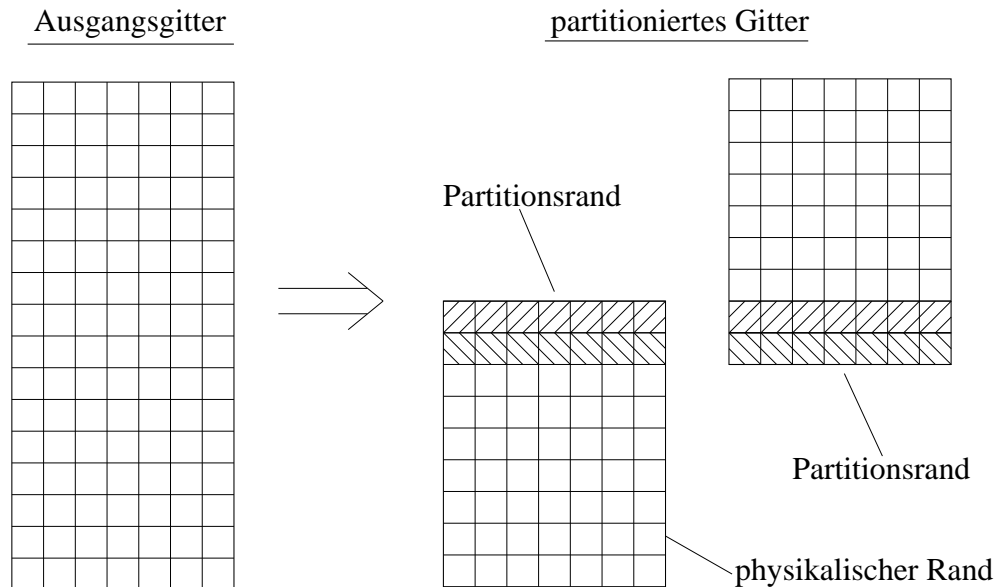 Ausgangsgitter
partitioniertes Gitter
Partitionsrand
Partitionsrand
physikalischer Rand